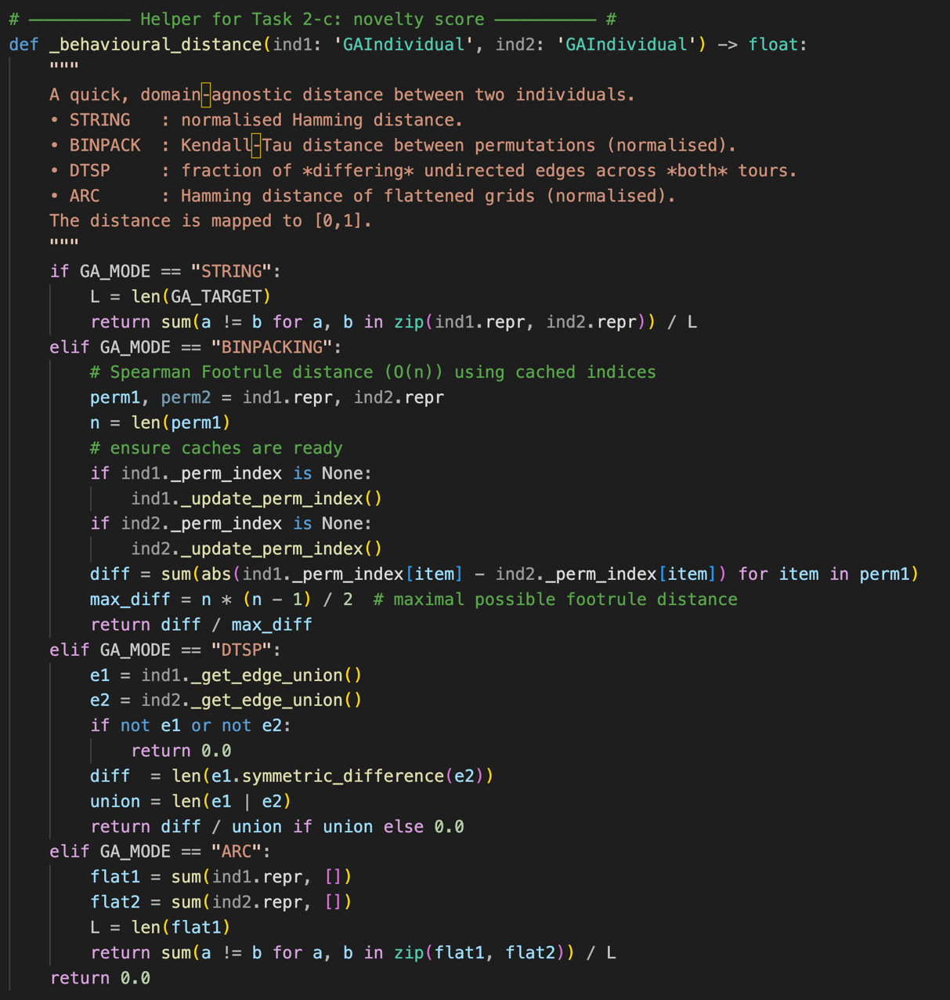 # —————————— Helper for Task 2-c: novelty score —————————— #
def _behavioural_distance(ind1: 'GAIndividual', ind2: 'GAIndividual') -> float:
    """
    A quick, domain‑agnostic distance between two individuals.
    • STRING   : normalised Hamming distance.
    • BINPACK  : Kendall‑Tau distance between permutations (normalised).
    • DTSP     : fraction of *differing* undirected edges across *both* tours.
    • ARC      : Hamming distance of flattened grids (normalised).
    The distance is mapped to [0,1].
    """
    if GA_MODE == "STRING":
        L = len(GA_TARGET)
        return sum(a != b for a, b in zip(ind1.repr, ind2.repr)) / L
    elif GA_MODE == "BINPACKING":
        # Spearman Footrule distance (O(n)) using cached indices
        perm1, perm2 = ind1.repr, ind2.repr
        n = len(perm1)
        # ensure caches are ready
        if ind1._perm_index is None:
            ind1._update_perm_index()
        if ind2._perm_index is None:
            ind2._update_perm_index()
        diff = sum(abs(ind1._perm_index[item] - ind2._perm_index[item]) for item in perm1)
        max_diff = n * (n - 1) / 2  # maximal possible footrule distance
        return diff / max_diff
    elif GA_MODE == "DTSP":
        e1 = ind1._get_edge_union()
        e2 = ind2._get_edge_union()
        if not e1 or not e2:
            return 0.0
        diff  = len(e1.symmetric_difference(e2))
        union = len(e1 | e2)
        return diff / union if union else 0.0
    elif GA_MODE == "ARC":
        flat1 = sum(ind1.repr, [])
        flat2 = sum(ind2.repr, [])
        L = len(flat1)
        return sum(a != b for a, b in zip(flat1, flat2)) / L
    return 0.0